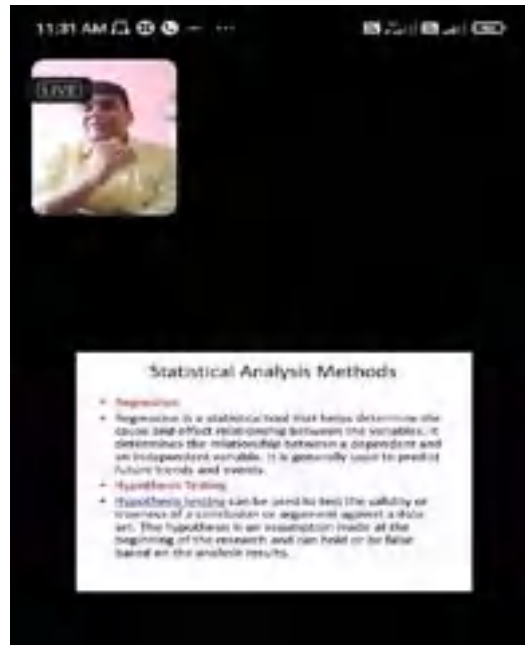 11:31 AM
LIVE
Statistical Analysis Methods
• Regression
• Regression is a statistical tool that helps determine the
cause and effect relationship between the variables. It
determines the relationship between a dependent and
an independent variable. It is generally used to predict
future trends and events.
• Hypothesis Testing
• Hypothesis testing can be used to test the validity or
trueness of a conclusion or argument against a data
set. The hypothesis is an assumption made at the
beginning of the research and can hold or be false
based on the analysis results.